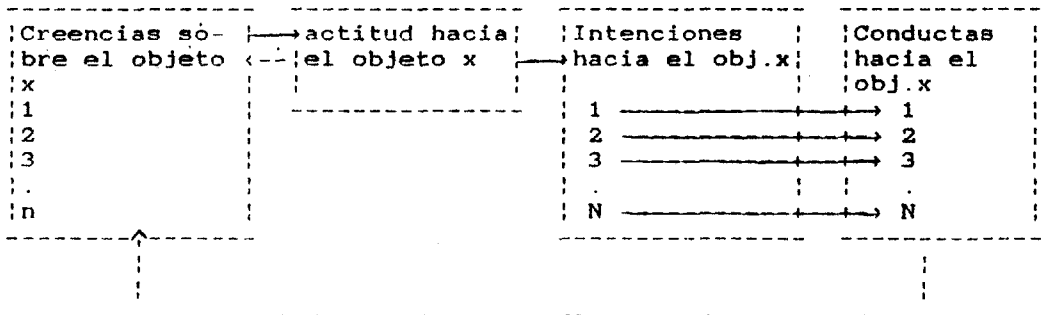 Creencias so-
bre el objeto
x
1
2
3
.
n
actitud hacia
el objeto x
Intenciones
hacia el obj.x
1
2
3
.
N
Conductas
hacia el
obj.x
1
2
3
.
N